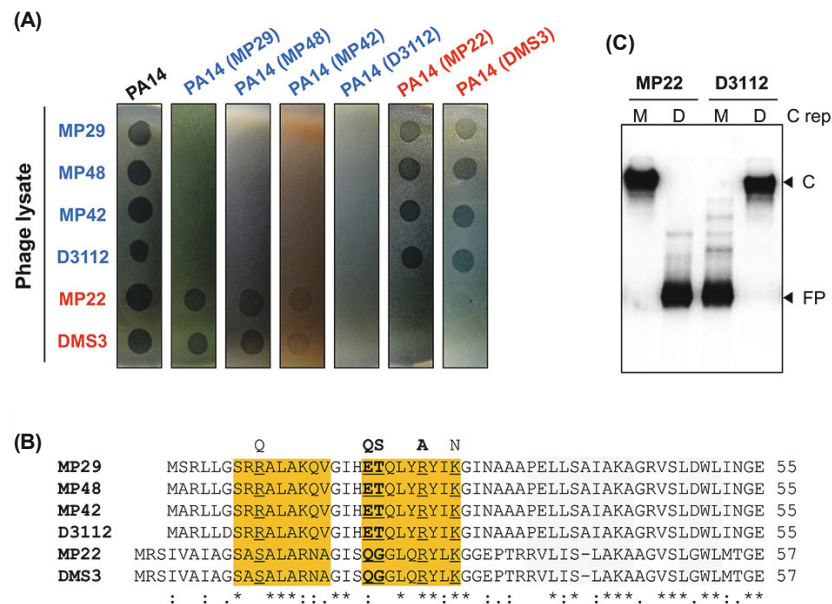 (A)
PA14
PA14 (MP29)
PA14 (MP48)
PA14 (MP42)
PA14 (D3112)
PA14 (MP22)
PA14 (DMS3)
Phage lysate
MP29
MP48
MP42
D3112
MP22
DMS3
(C)
MP22 D3112
M D M D C rep
C
FP
(B)
Q QS A N
MP29 MSRLLGSRRALAKQVGIHETQLYRYIKGINAAAPELLSAIAKAGRVSLDWLINGE 55
MP48 MARLLGSRRALAKQVGIHETQLYRYIKGINAAAPELLSAIAKAGRVSLDWLINGE 55
MP42 MARLLGSRRALAKQVGIHETQLYRYIKGINAAAPELLSAIAKAGRVSLDWLINGE 55
D3112 MARLLDSRRALAKQVGIHETQLYRYIKGINAAAPELLSAIAKAGRVSLDWLINGE 55
MP22 MRSIVAIAGSASALARNAGISQGGLQRYLKGGEPTRRVLIS-LAKAAGVSLGWLMTGE 57
DMS3 MRSIVAIAGSASALARNAGISQGGLQRYLKGGEPTRRVLIS-LAKAAGVSLGWLMTGE 57